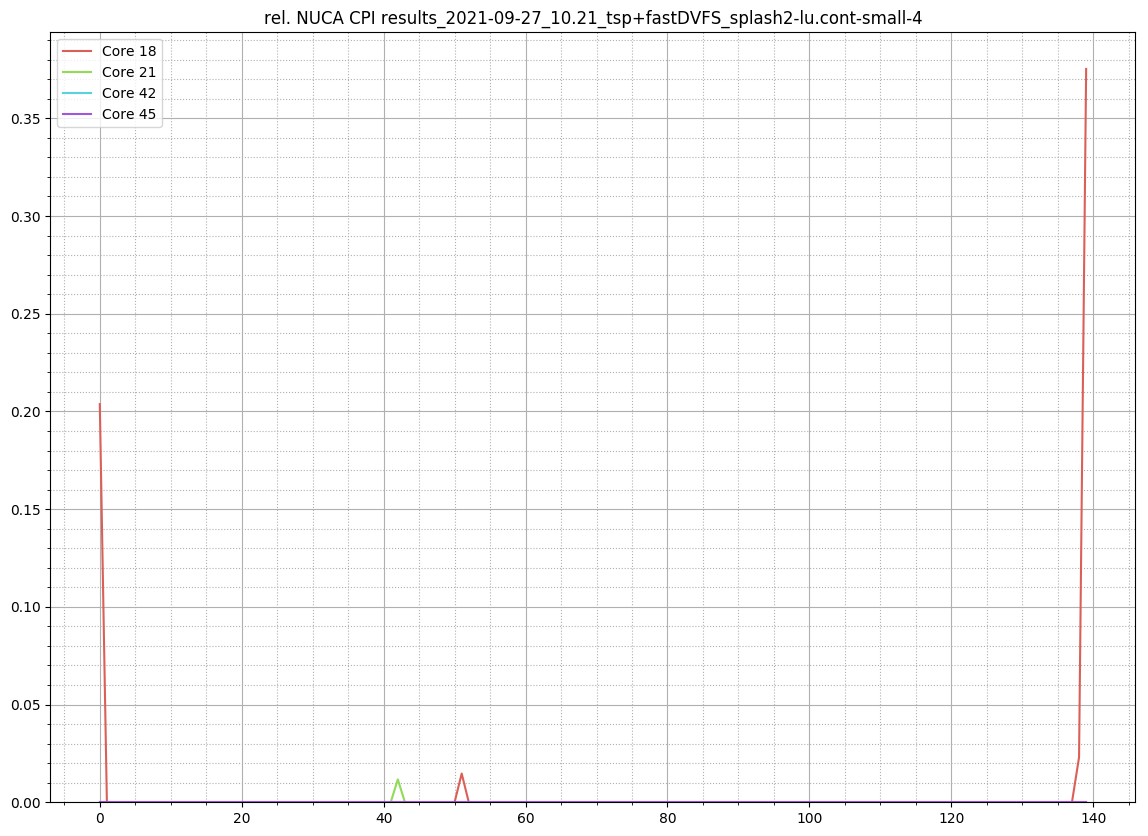 rel. NUCA CPI results_2021-09-27_10.21_tsp+fastDVFS_splash2-lu.cont-small-4
Core 18
Core 21
Core 42
Core 45
0.35
0.30
0.25
0.20
0.15
0.10
0.05
0.00
0 20 40 60 80 100 120 140